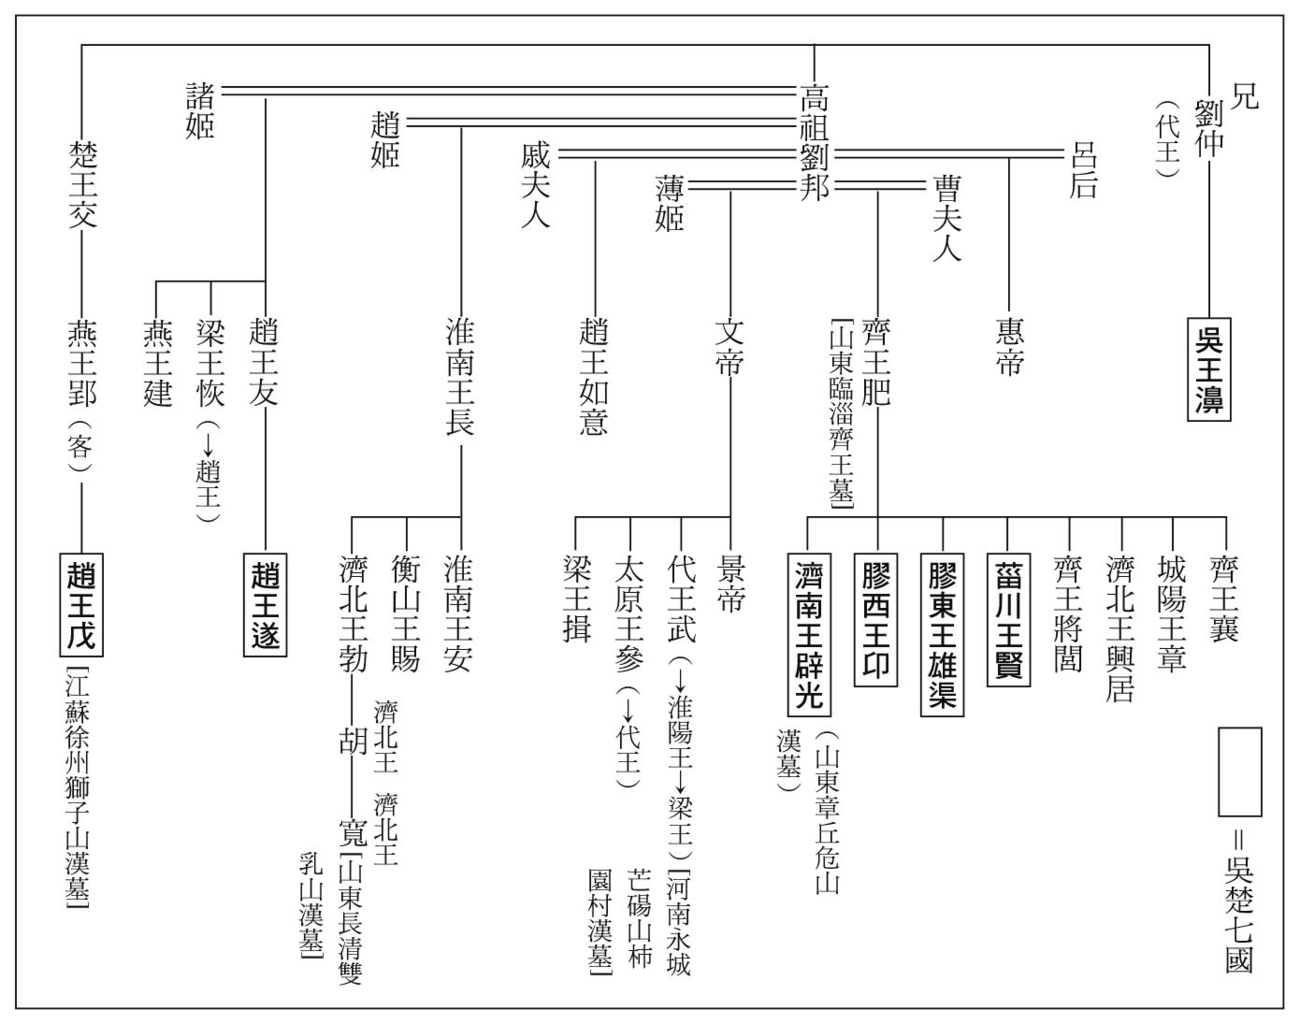 兄
劉仲
（代王）
吳王濞
呂后
曹夫人
高祖劉邦
薄姬
戚夫人
趙姬
諸姬
楚王交
惠帝
齊王肥
［山東臨淄齊王墓］
文帝
趙王如意
淮南王長
趙王友
梁王恢（→趙王）
燕王建
燕王郢（客）
齊王襄
城陽王章
濟北王興居
齊王將閭
菑川王賢
膠東王雄渠
膠西王卬
濟南王辟光
（山東章丘危山
漢墓）
景帝
代王武（→淮陽王→梁王）［河南永城
芒碭山柿
園村漢墓］
太原王參（→代王）
梁王揖
淮南王安
衡山王賜
濟北王勃
濟北王
胡
濟北王
寬［山東長清雙
乳山漢墓］
趙王遂
趙王戊
［江蘇徐州獅子山漢墓］
＝吳楚七國